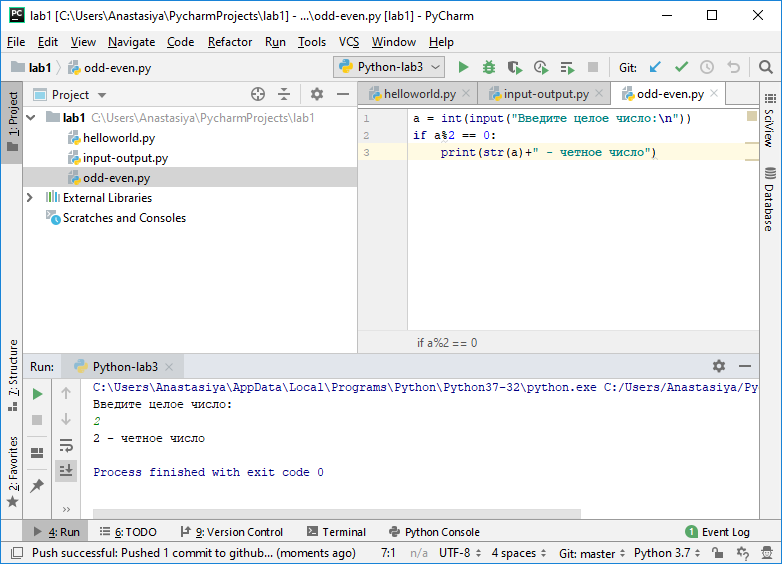 lab1 [C:\Users\Anastasiya\PycharmProjects\lab1] - ...\odd-even.py [lab1] - PyCharm
File Edit View Navigate Code Refactor Run Tools VCS Window Help
lab1 odd-even.py Python-lab3 Git:
1: Project
Project
helloworld.py input-output.py odd-even.py
lab1 C:\Users\Anastasiya\PycharmProjects\lab1
helloworld.py
input-output.py
odd-even.py
External Libraries
Scratches and Consoles
1 a = int(input("Введите целое число:\n"))
2 if a%2 == 0:
3 print(str(a)+" - четное число")
if a%2 == 0
SciView
Database
7: Structure
2: Favorites
Run: Python-lab3
C:\Users\Anastasiya\AppData\Local\Programs\Python\Python37-32\python.exe C:/Users/Anastasiya/Py
Введите целое число:
2
2 - четное число
Process finished with exit code 0
4: Run 6: TODO 9: Version Control Terminal Python Console 1 Event Log
Push successful: Pushed 1 commit to github... (moments ago) 7:1 n/a UTF-8 4 spaces Git: master Python 3.7